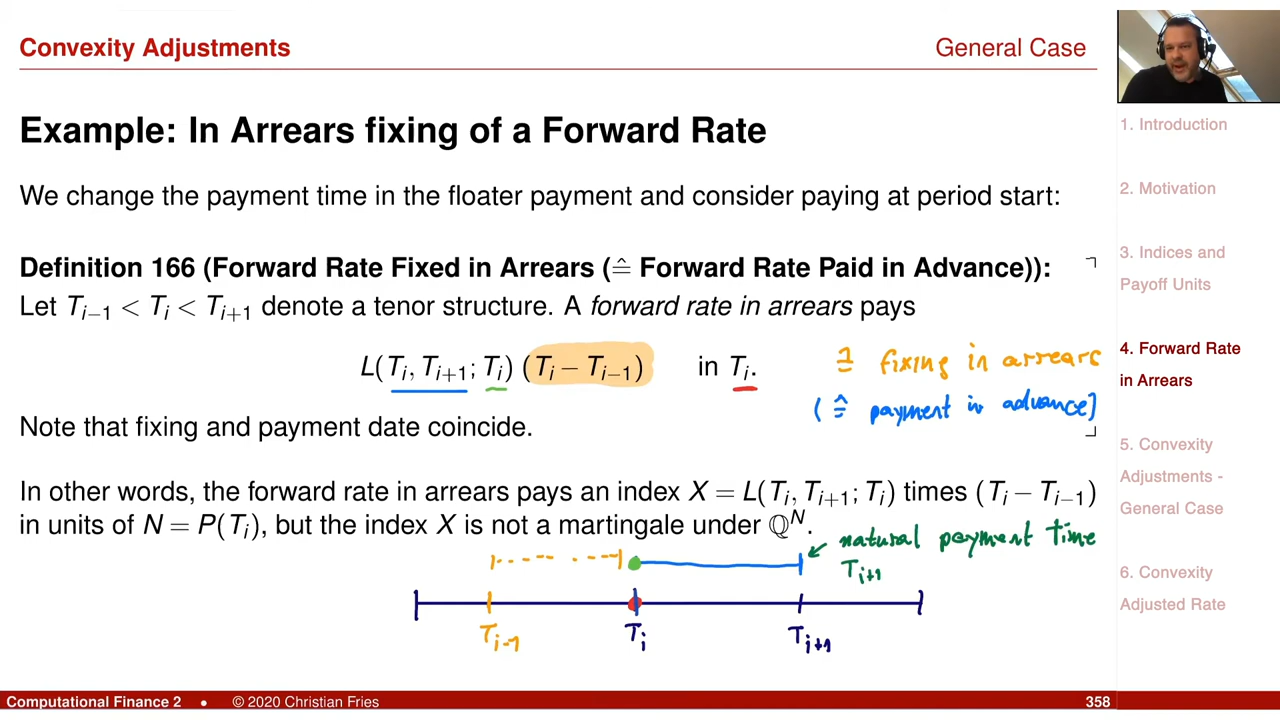 Convexity Adjustments
General Case
Example: In Arrears fixing of a Forward Rate
We change the payment time in the floater payment and consider paying at period start:
Definition 166 (Forward Rate Fixed in Arrears (≙ Forward Rate Paid in Advance)):
Let T_{i−1} < T_i < T_{i+1} denote a tenor structure. A forward rate in arrears pays
L(T_i, T_{i+1}; T_i) (T_i − T_{i−1}) in T_i.
≙ fixing in arrears
(≙ payment in advance)
Note that fixing and payment date coincide.
In other words, the forward rate in arrears pays an index X = L(T_i, T_{i+1}; T_i) times (T_i − T_{i−1})
in units of N = P(T_i), but the index X is not a martingale under ℚ^N.
natural payment time
T_{i+1}
T_{i-1} T_i T_{i+1}
1. Introduction
2. Motivation
3. Indices and
Payoff Units
4. Forward Rate
in Arrears
5. Convexity
Adjustments -
General Case
6. Convexity
Adjusted Rate
Computational Finance 2 • © 2020 Christian Fries 358